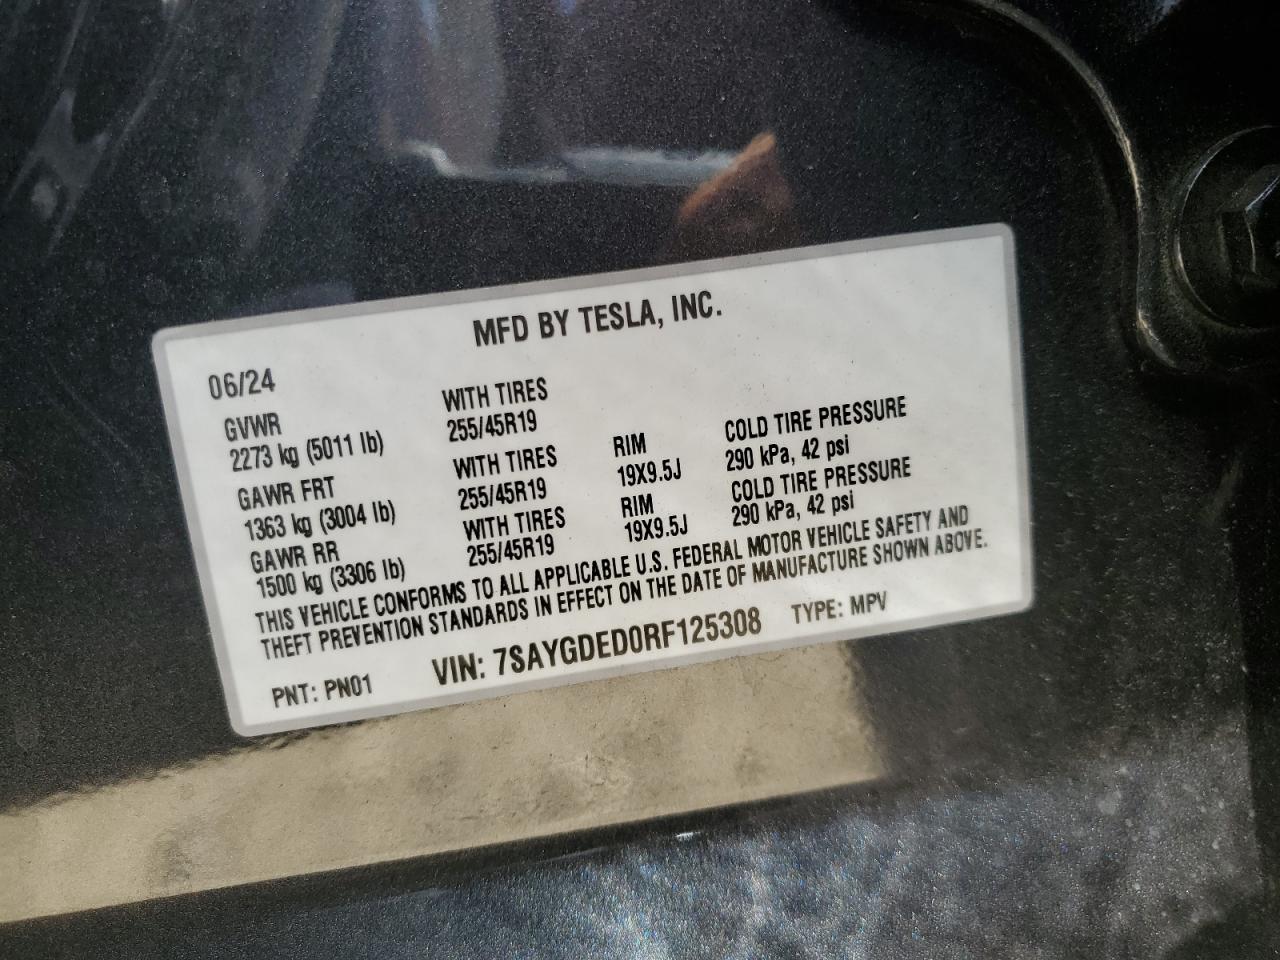 MFD BY TESLA, INC.
06/24
GVWR WITH TIRES
2273 kg (5011 lb) 255/45R19
GAWR FRT WITH TIRES RIM COLD TIRE PRESSURE
1363 kg (3004 lb) 255/45R19 19X9.5J 290 kPa, 42 psi
GAWR RR WITH TIRES RIM COLD TIRE PRESSURE
1500 kg (3306 lb) 255/45R19 19X9.5J 290 kPa, 42 psi
THIS VEHICLE CONFORMS TO ALL APPLICABLE U.S. FEDERAL MOTOR VEHICLE SAFETY AND
THEFT PREVENTION STANDARDS IN EFFECT ON THE DATE OF MANUFACTURE SHOWN ABOVE.
PNT: PN01 VIN: 7SAYGDED0RF125308 TYPE: MPV